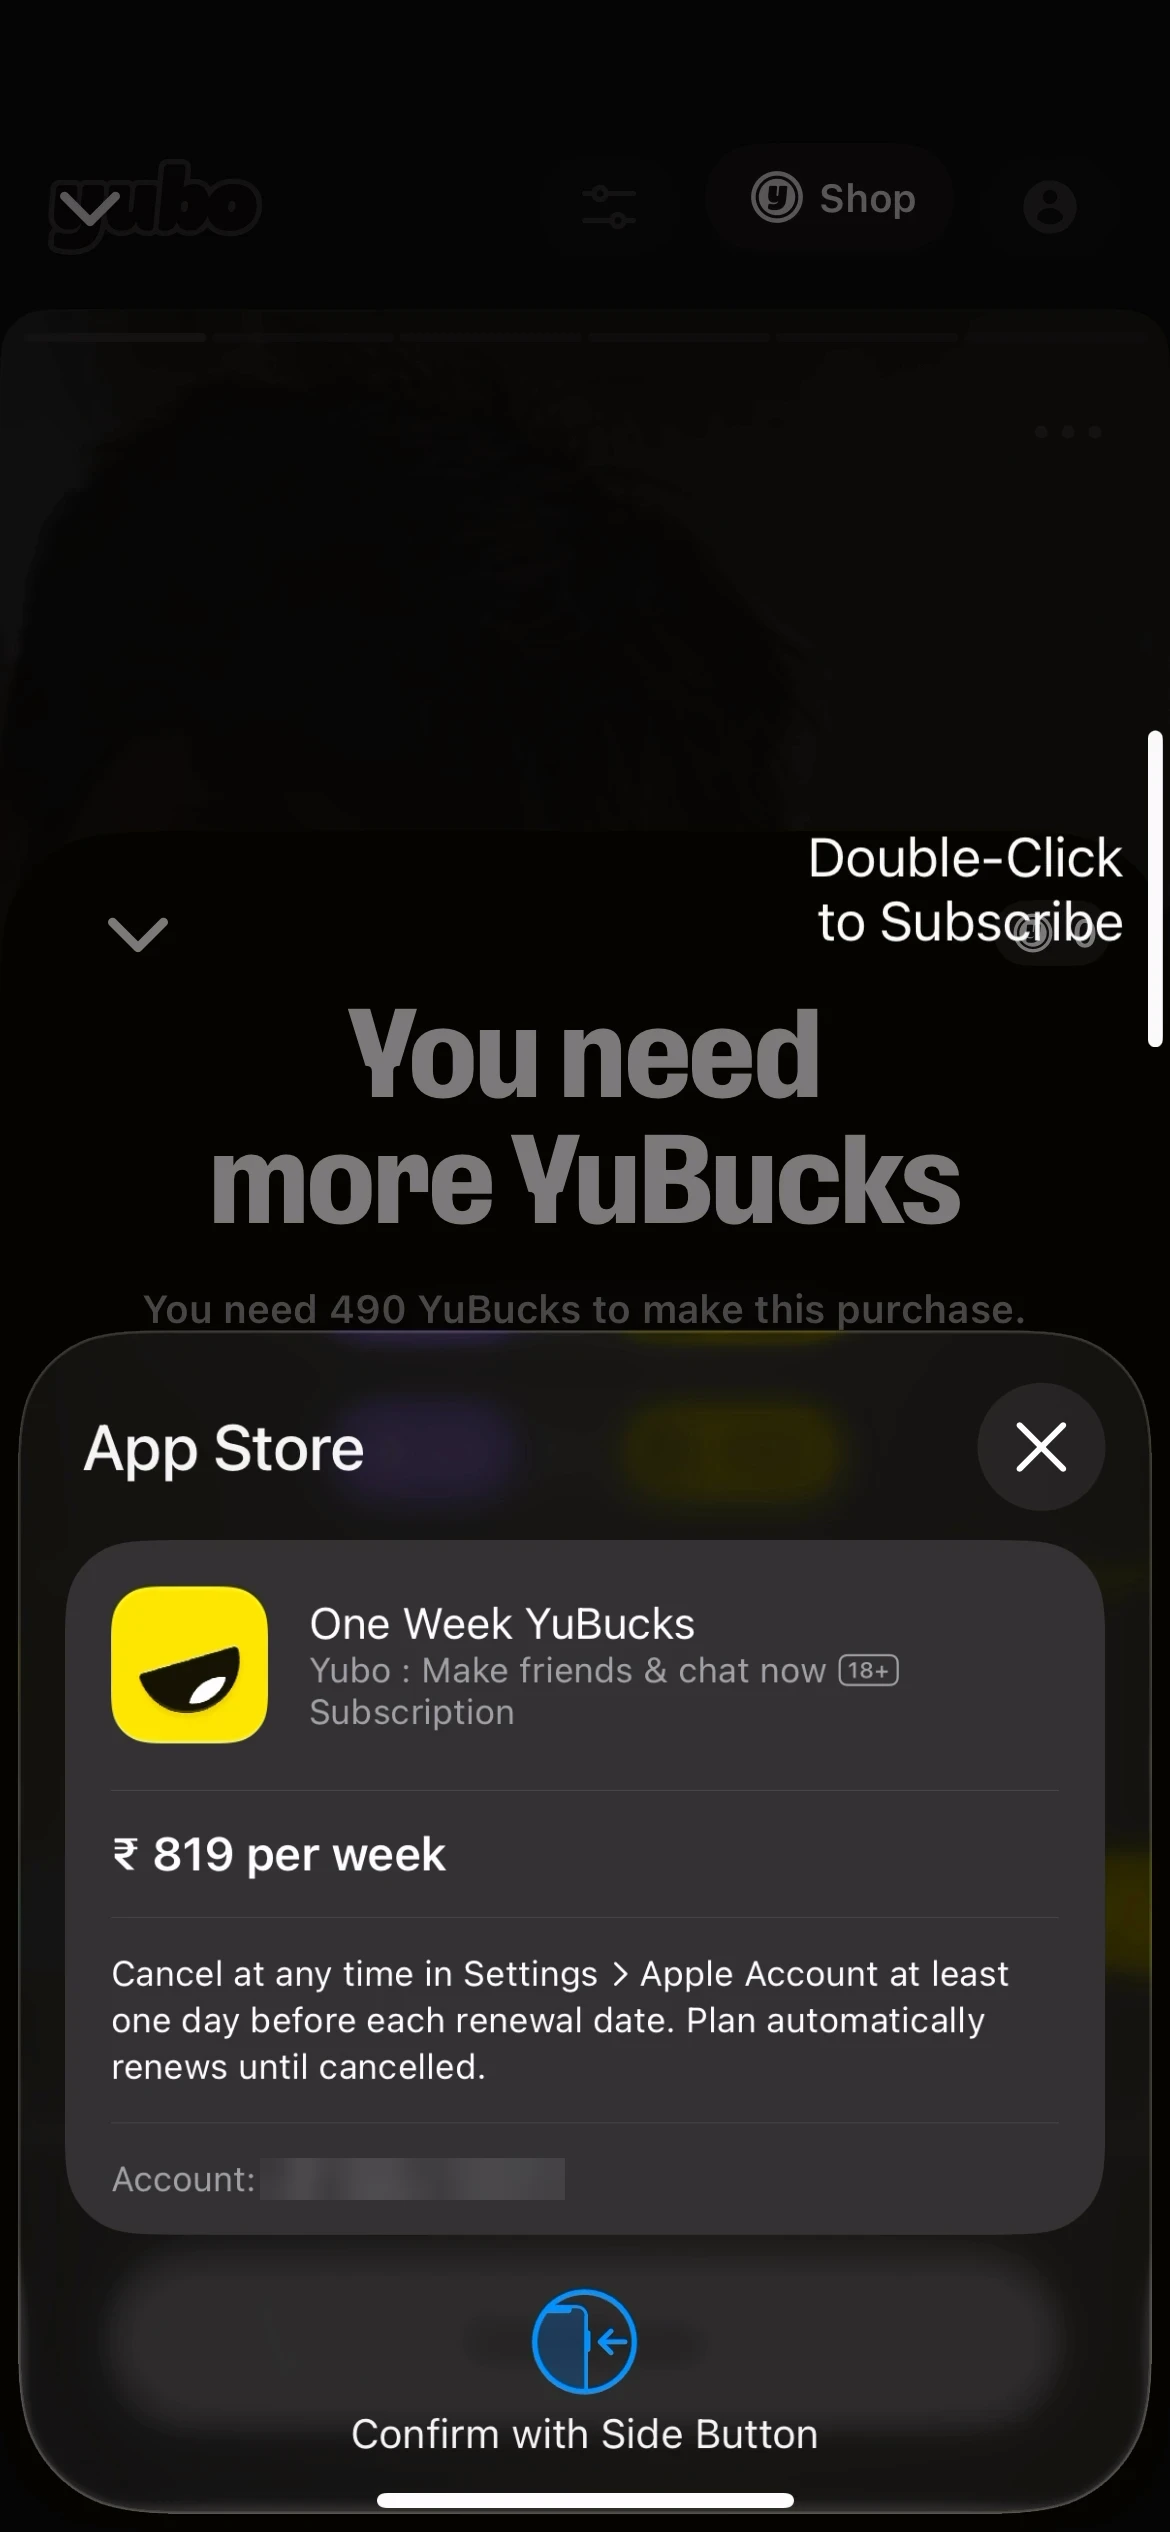 yubo
Shop
Double-Click
to Subscribe
0
You need
more YuBucks
You need 490 YuBucks to make this purchase.
App Store
One Week YuBucks
Yubo : Make friends & chat now 18+
Subscription
₹ 819 per week
Cancel at any time in Settings > Apple Account at least
one day before each renewal date. Plan automatically
renews until cancelled.
Account:
Confirm with Side Button